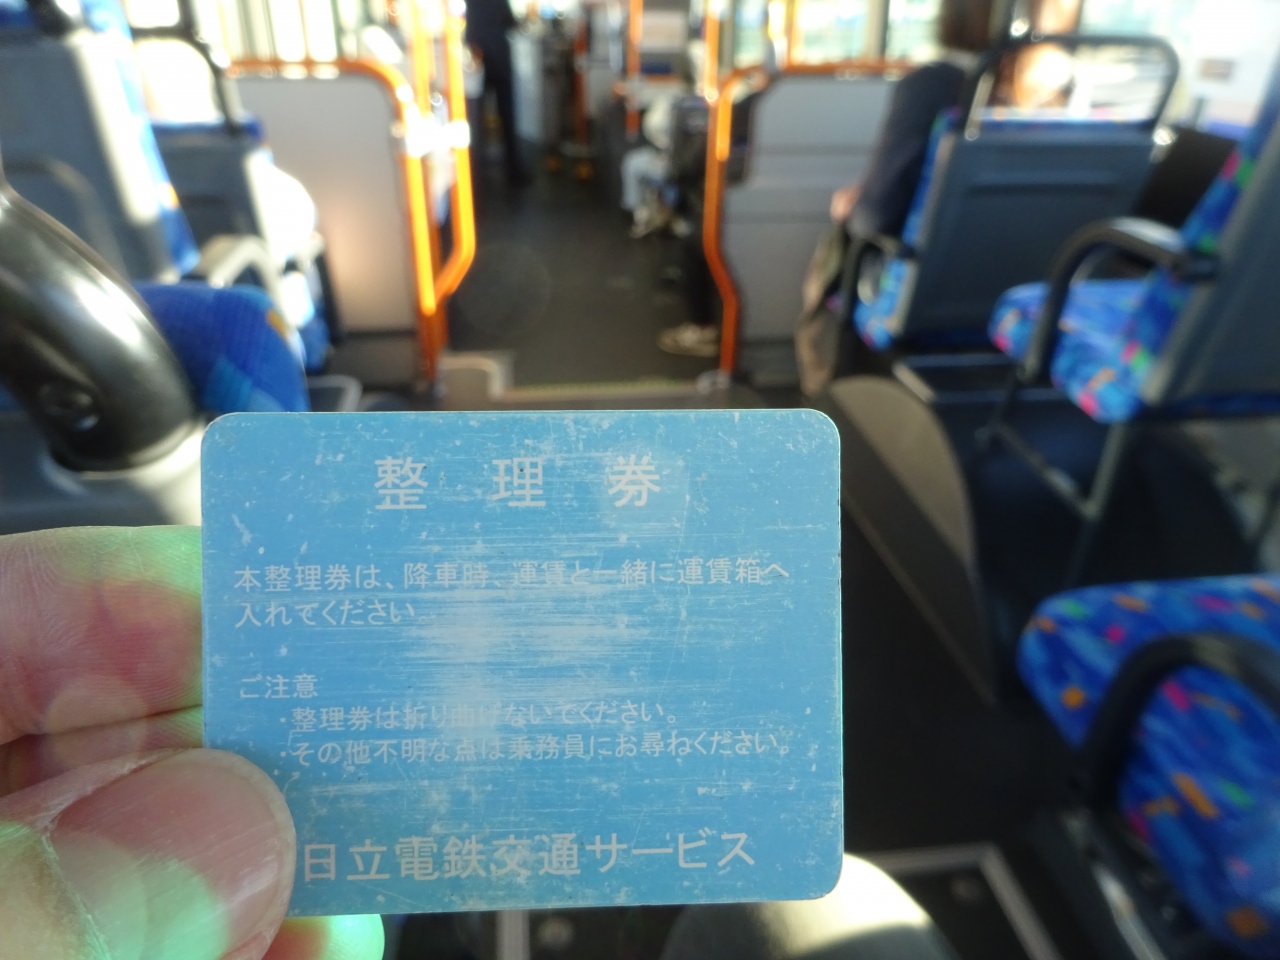 整理券
本整理券は、降車時、運賃と一緒に運賃箱へ
入れてください
ご注意
・整理券は折り曲げないでください。
・その他不明な点は乗務員にお尋ねください。
日立電鉄交通サービス